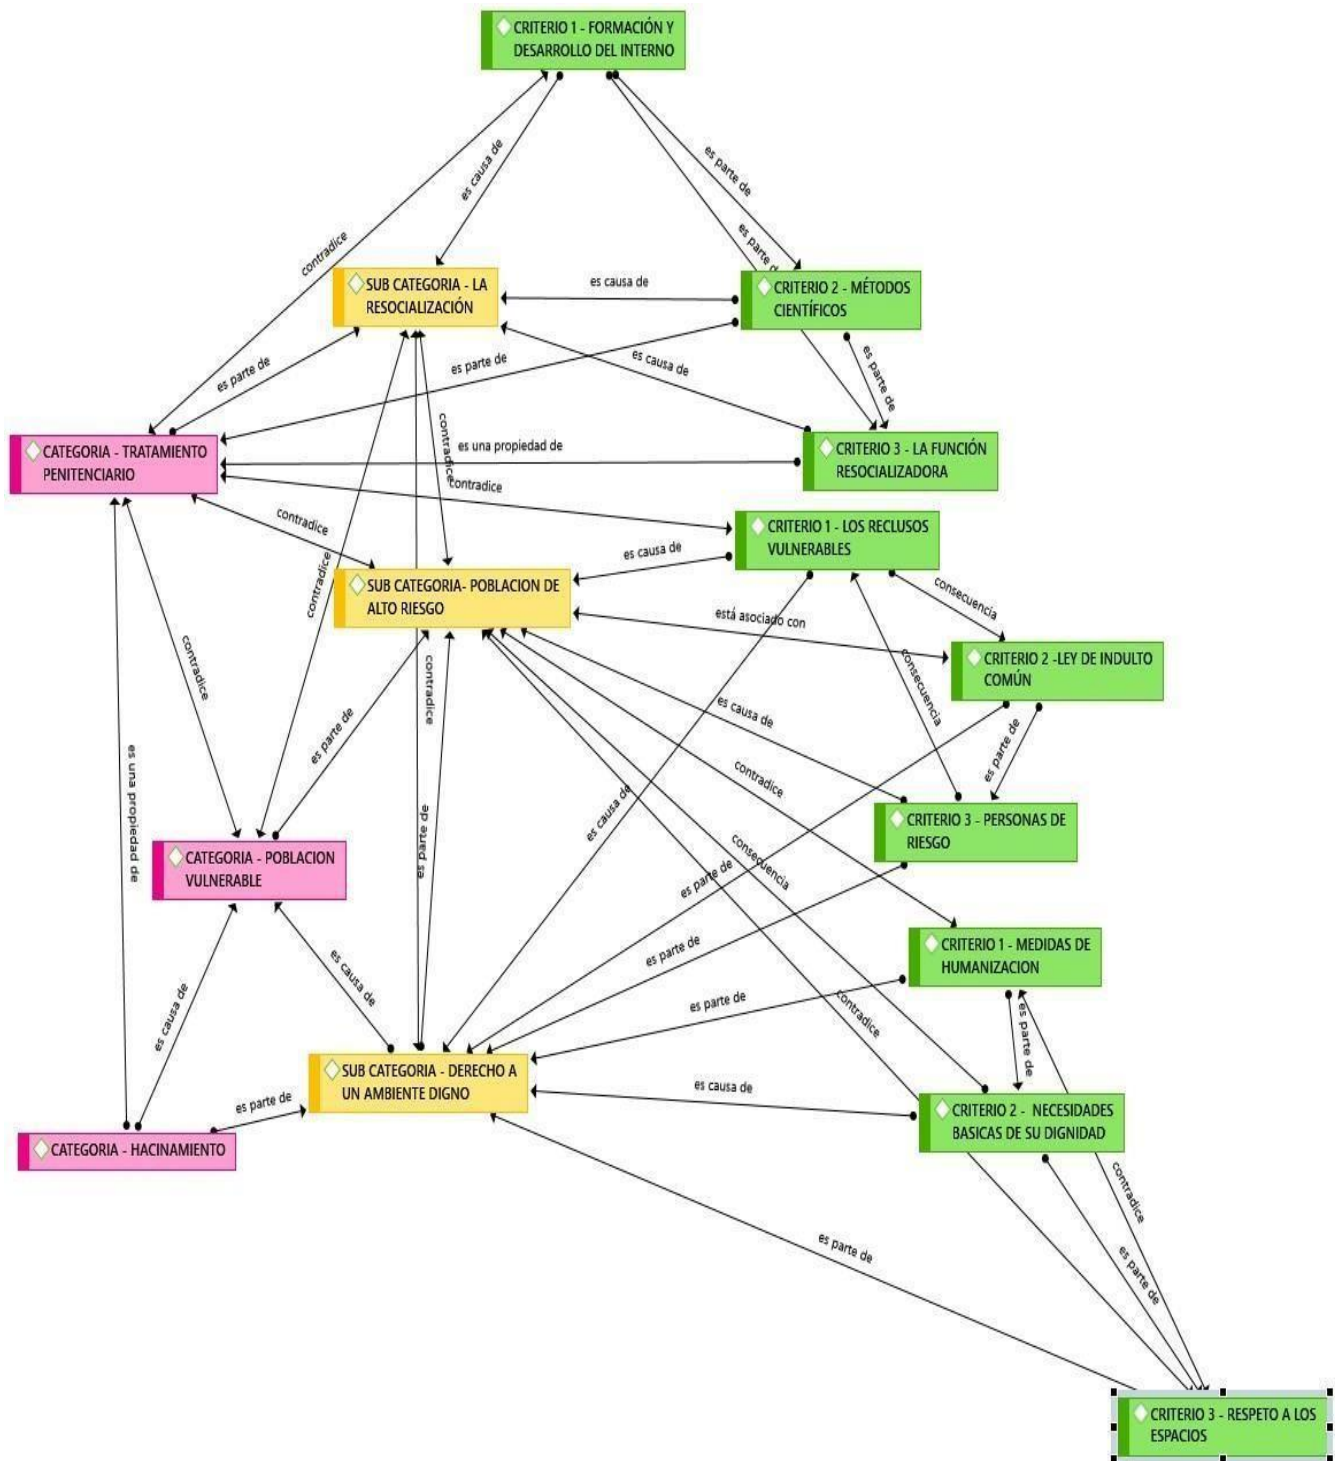 CRITERIO 1 - FORMACIÓN Y
DESARROLLO DEL INTERNO
es causa de
es parte de
es parte de
contradice
SUB CATEGORIA - LA
RESOCIALIZACIÓN
es causa de
CRITERIO 2 - MÉTODOS
CIENTÍFICOS
es parte de
es parte de
es causa de
es parte de
CATEGORIA - TRATAMIENTO
PENITENCIARIO
contradice
es una propiedad de
CRITERIO 3 - LA FUNCIÓN
RESOCIALIZADORA
contradice
contradice
CRITERIO 1 - LOS RECLUSOS
VULNERABLES
es causa de
contradice
SUB CATEGORIA- POBLACION DE
ALTO RIESGO
consecuencia
está asociado con
CRITERIO 2 -LEY DE INDULTO
COMÚN
contradice
contradice
consecuencia
es causa de
es parte de
es parte de
contradice
es una propiedad de
es causa de
es parte de
CRITERIO 3 - PERSONAS DE
RIESGO
CATEGORIA - POBLACION
VULNERABLE
consecuencia
es parte de
CRITERIO 1 - MEDIDAS DE
HUMANIZACION
es parte de
es causa de
es causa de
es parte de
contradice
es parte de
SUB CATEGORIA - DERECHO A
UN AMBIENTE DIGNO
es causa de
es parte de
CRITERIO 2 -  NECESIDADES
BASICAS DE SU DIGNIDAD
CATEGORIA - HACINAMIENTO
contradice
es parte de
es parte de
CRITERIO 3 - RESPETO A LOS
ESPACIOS